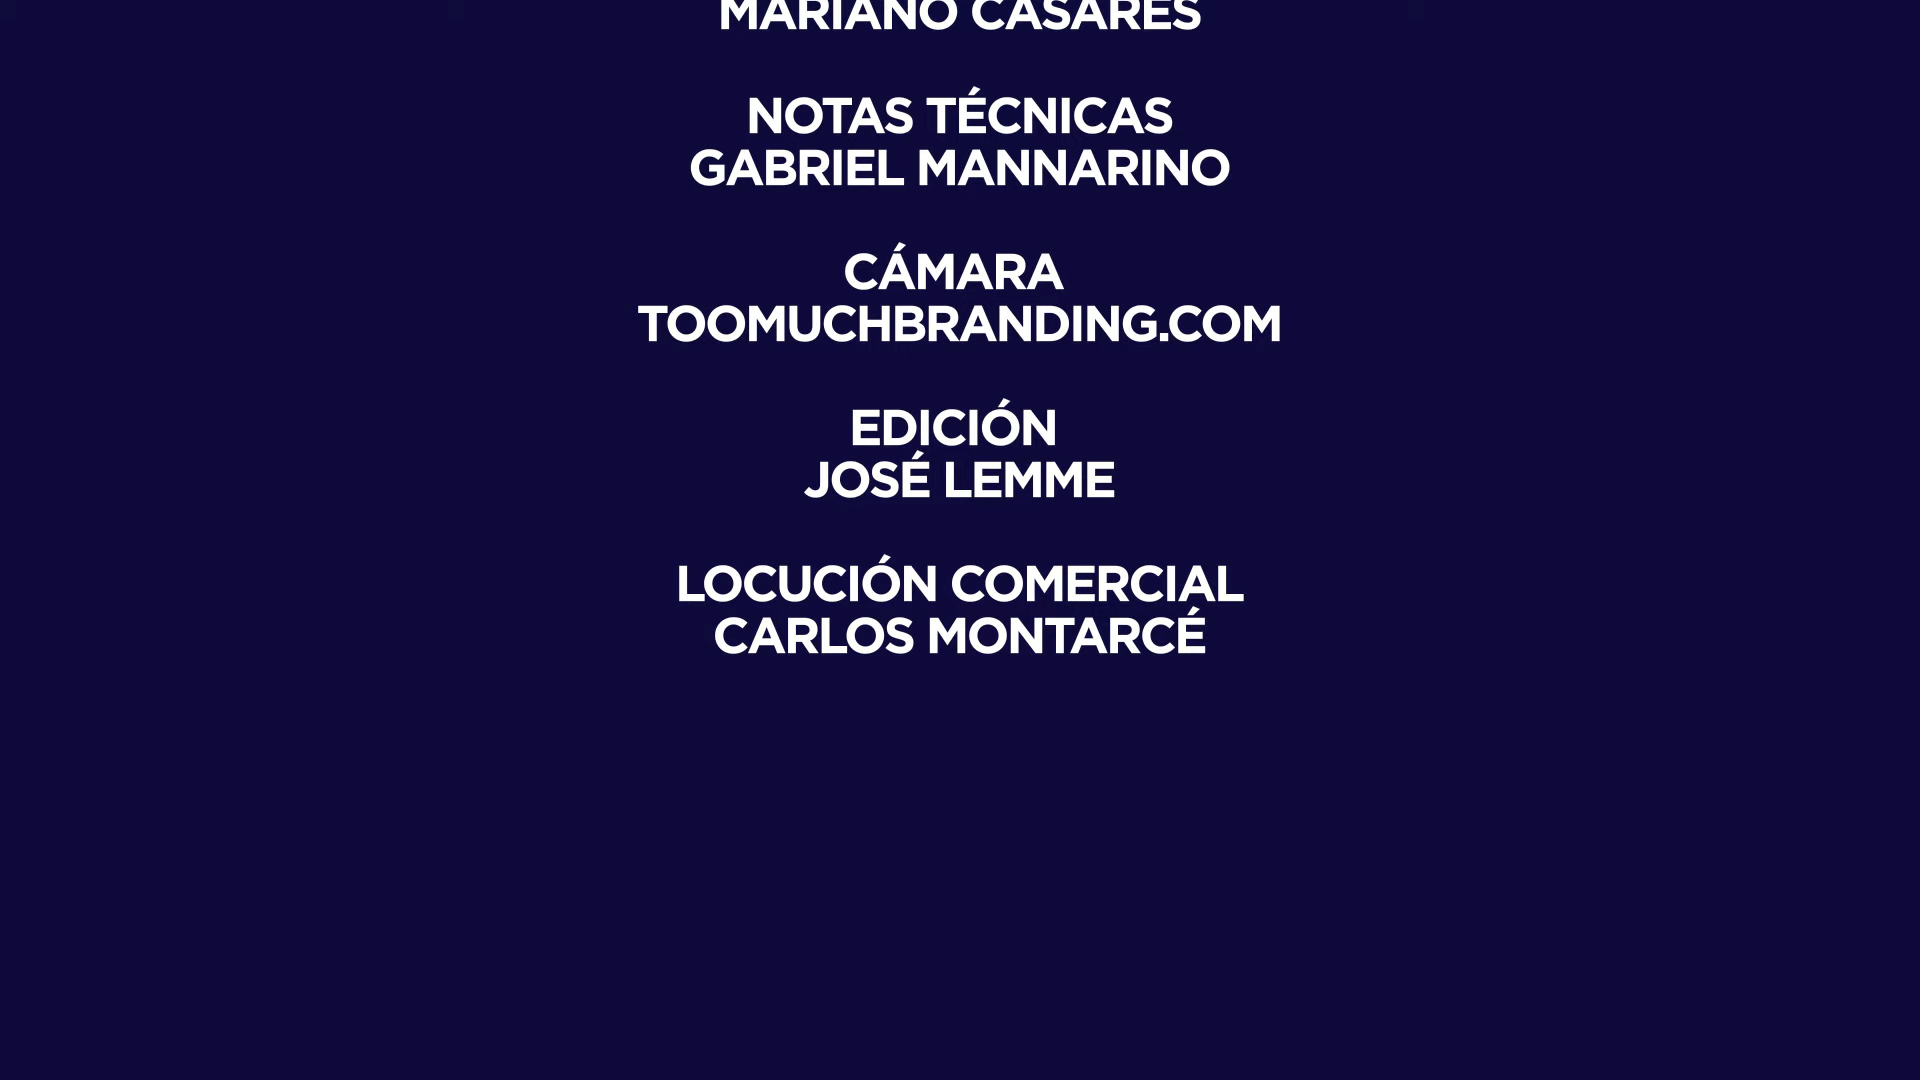 MARIANO CASARES
NOTAS TÉCNICAS
GABRIEL MANNARINO
CÁMARA
TOOMUCHBRANDING.COM
EDICIÓN
JOSÉ LEMME
LOCUCIÓN COMERCIAL
CARLOS MONTARCÉ